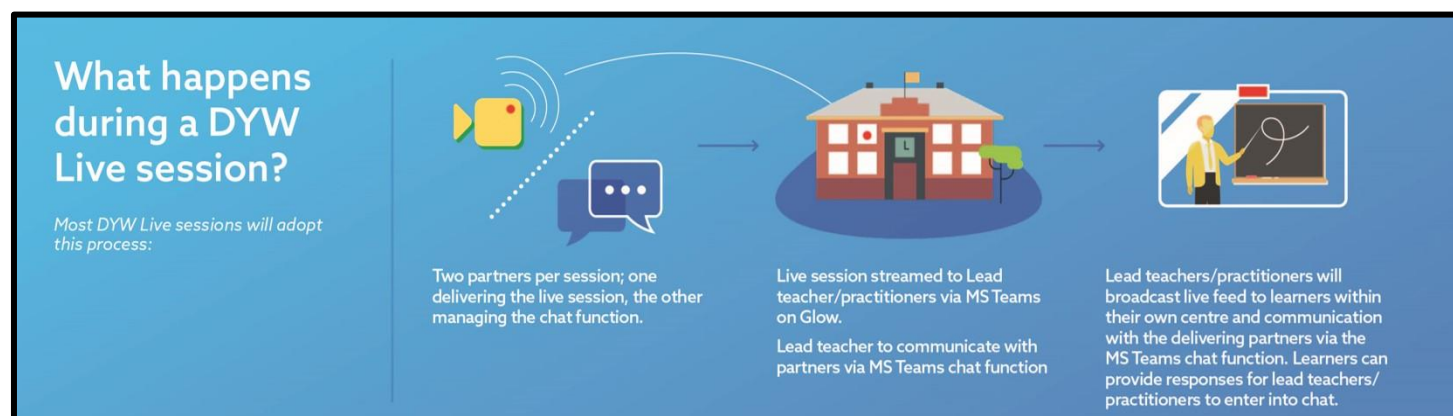 What happens
during a DYW
Live session?
Most DYW Live sessions will adopt
this process:
Two partners per session; one
delivering the live session, the other
managing the chat function.
Live session streamed to Lead
teacher/practitioners via MS Teams
on Glow.
Lead teacher to communicate with
partners via MS Teams chat function
Lead teachers/practitioners will
broadcast live feed to learners within
their own centre and communication
with the delivering partners via the
MS Teams chat function. Learners can
provide responses for lead teachers/
practitioners to enter into chat.